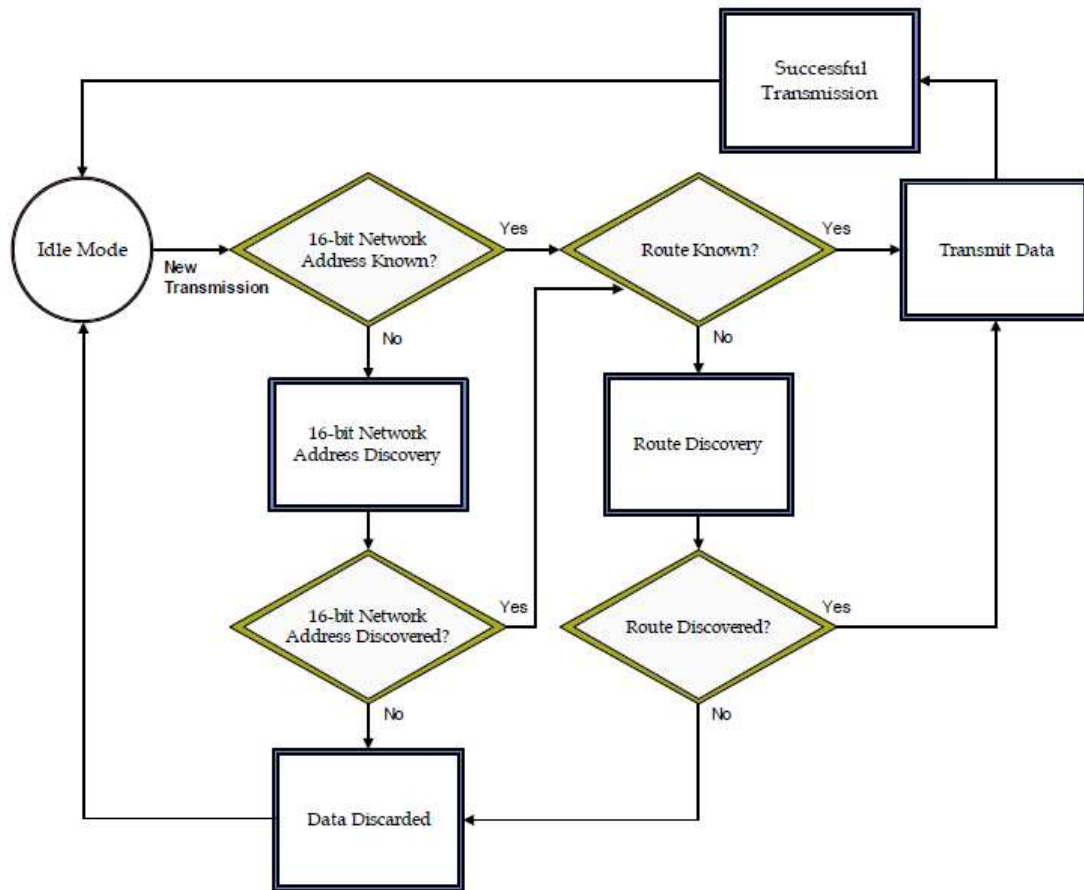 Successful
Transmission
Idle Mode
New
Transmission
16-bit Network
Address Known?
Yes
Route Known?
Yes
Transmit Data
No
No
16-bit Network
Address Discovery
Route Discovery
16-bit Network
Address Discovered?
Yes
Route Discovered?
Yes
No
No
Data Discarded